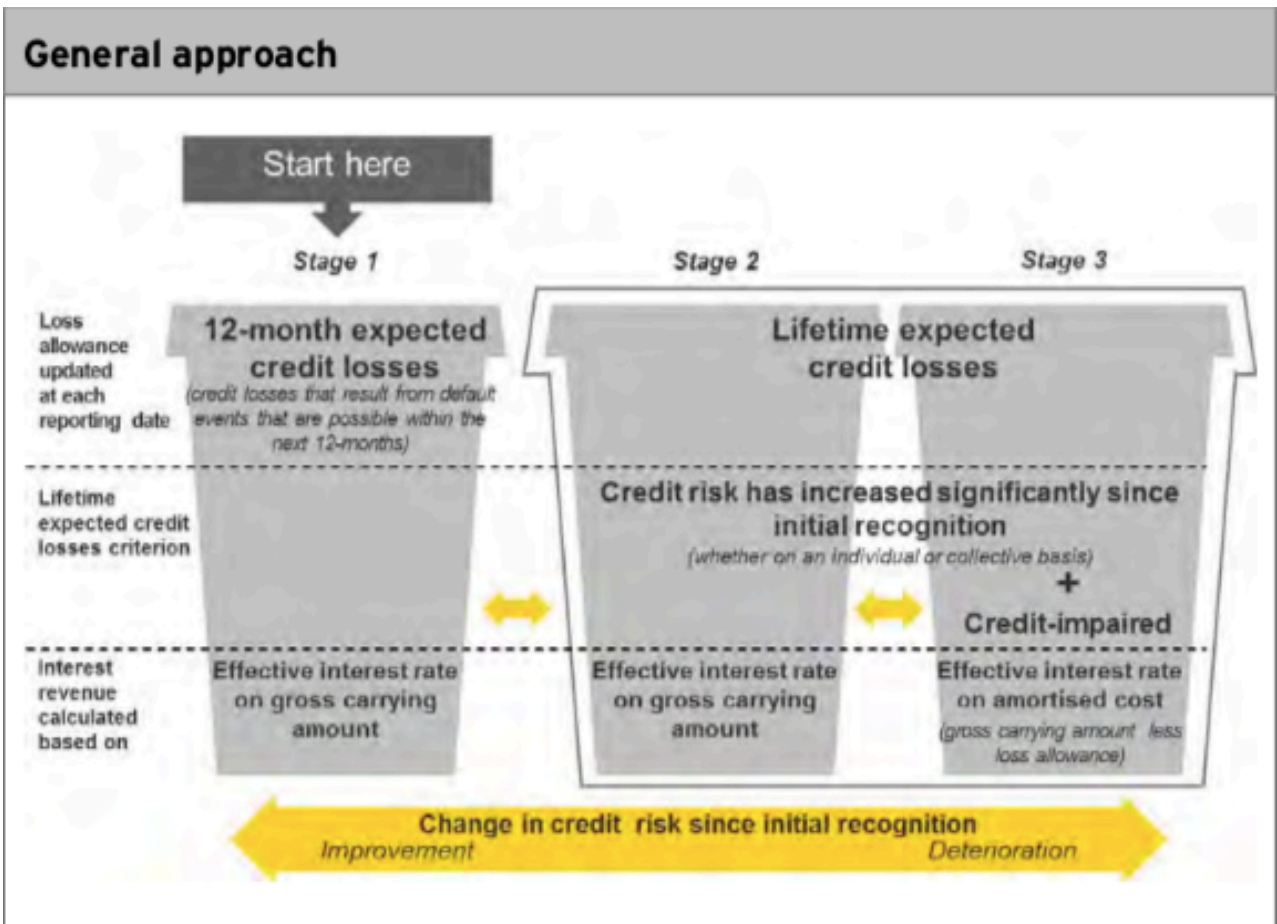 General approach
Start here
Stage 1
Stage 2
Stage 3
Loss
allowance
updated
at each
reporting date
12-month expected
credit losses
(credit losses that result from default
events that are possible within the
next 12-months)
Lifetime expected
credit losses
Lifetime
expected credit
losses criterion
Credit risk has increased significantly since
initial recognition
(whether on an individual or collective basis)
+
Credit-impaired
Interest
revenue
calculated
based on
Effective interest rate
on gross carrying
amount
Effective interest rate
on gross carrying
amount
Effective interest rate
on amortised cost
(gross carrying amount less
loss allowance)
Change in credit risk since initial recognition
Improvement
Deterioration